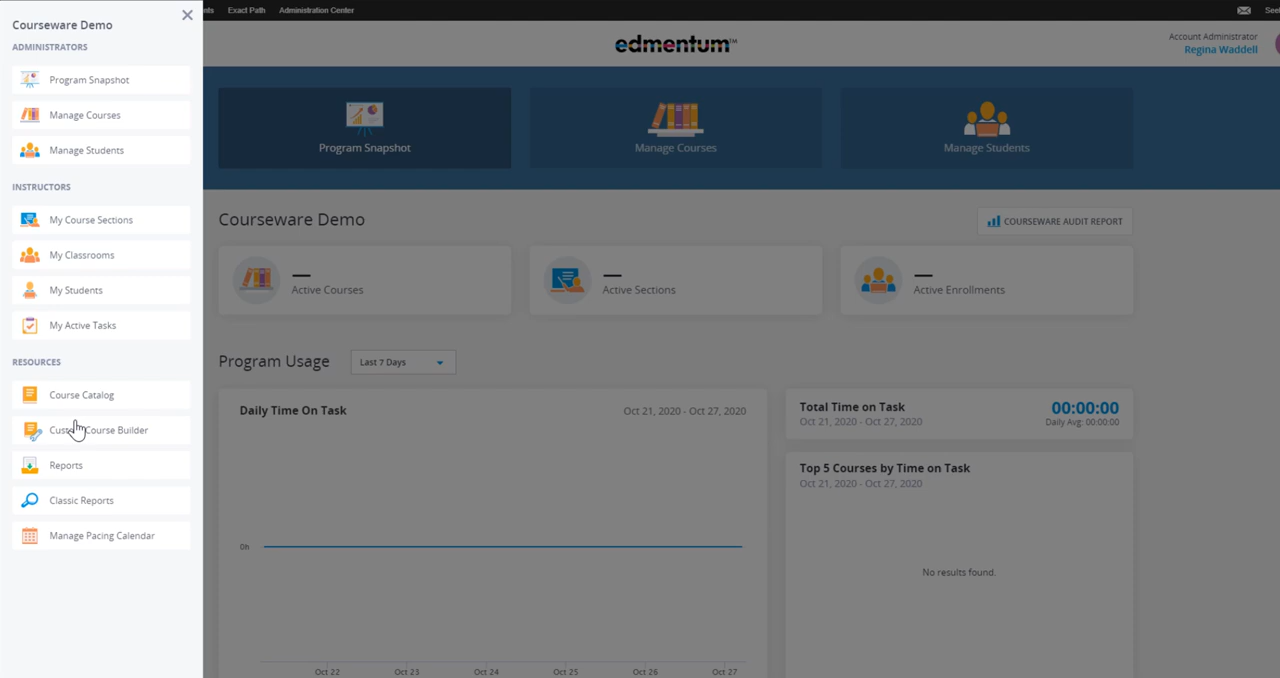 Courseware Demo
ADMINISTRATORS
Program Snapshot
Manage Courses
Manage Students
INSTRUCTORS
My Course Sections
My Classrooms
My Students
My Active Tasks
RESOURCES
Course Catalog
Custom Course Builder
Reports
Classic Reports
Manage Pacing Calendar
Exact Path
Administration Center
edmentum™
Account Administrator
Regina Waddell
Program Snapshot
Manage Courses
Manage Students
Courseware Demo
COURSEWARE AUDIT REPORT
Active Courses
Active Sections
Active Enrollments
Program Usage
Last 7 Days
Daily Time On Task
Oct 21, 2020 - Oct 27, 2020
0h
Oct 22
Oct 23
Oct 24
Oct 25
Oct 26
Oct 27
Total Time on Task
Oct 21, 2020 - Oct 27, 2020
00:00:00
Daily Avg: 00:00:00
Top 5 Courses by Time on Task
Oct 21, 2020 - Oct 27, 2020
No results found.